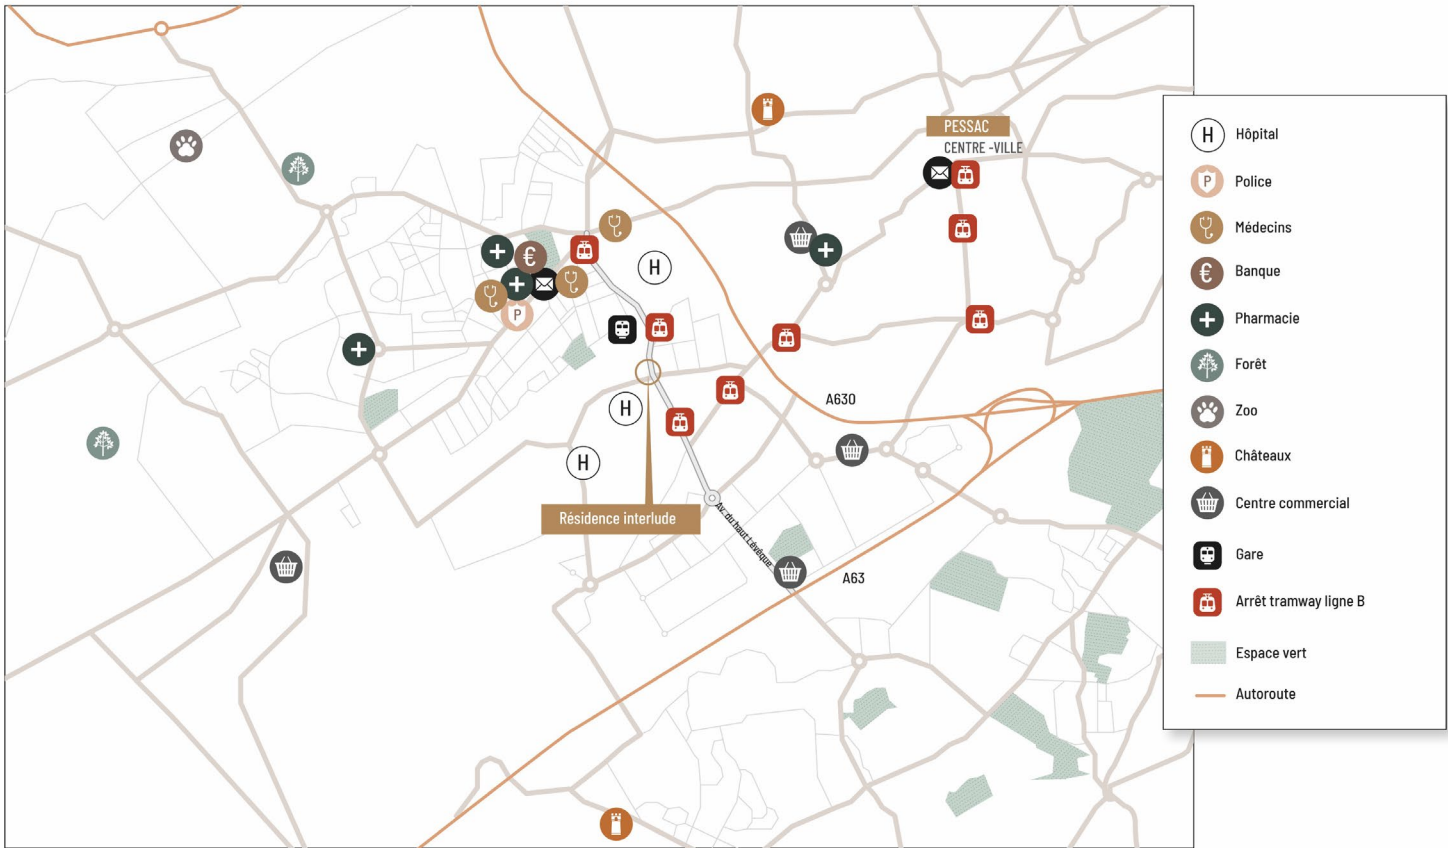 PESSAC
CENTRE -VILLE
H
€
P
H
A630
H
H
Résidence interlude
Av. du haut Lévêque
A63
H Hôpital
P Police
Médecins
€ Banque
Pharmacie
Forêt
Zoo
Châteaux
Centre commercial
Gare
Arrêt tramway ligne B
Espace vert
Autoroute